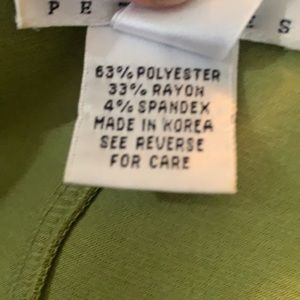 P E T
E S
63% POLYESTER
33% RAYON
4% SPANDEX
MADE IN KOREA
SEE REVERSE
FOR CARE